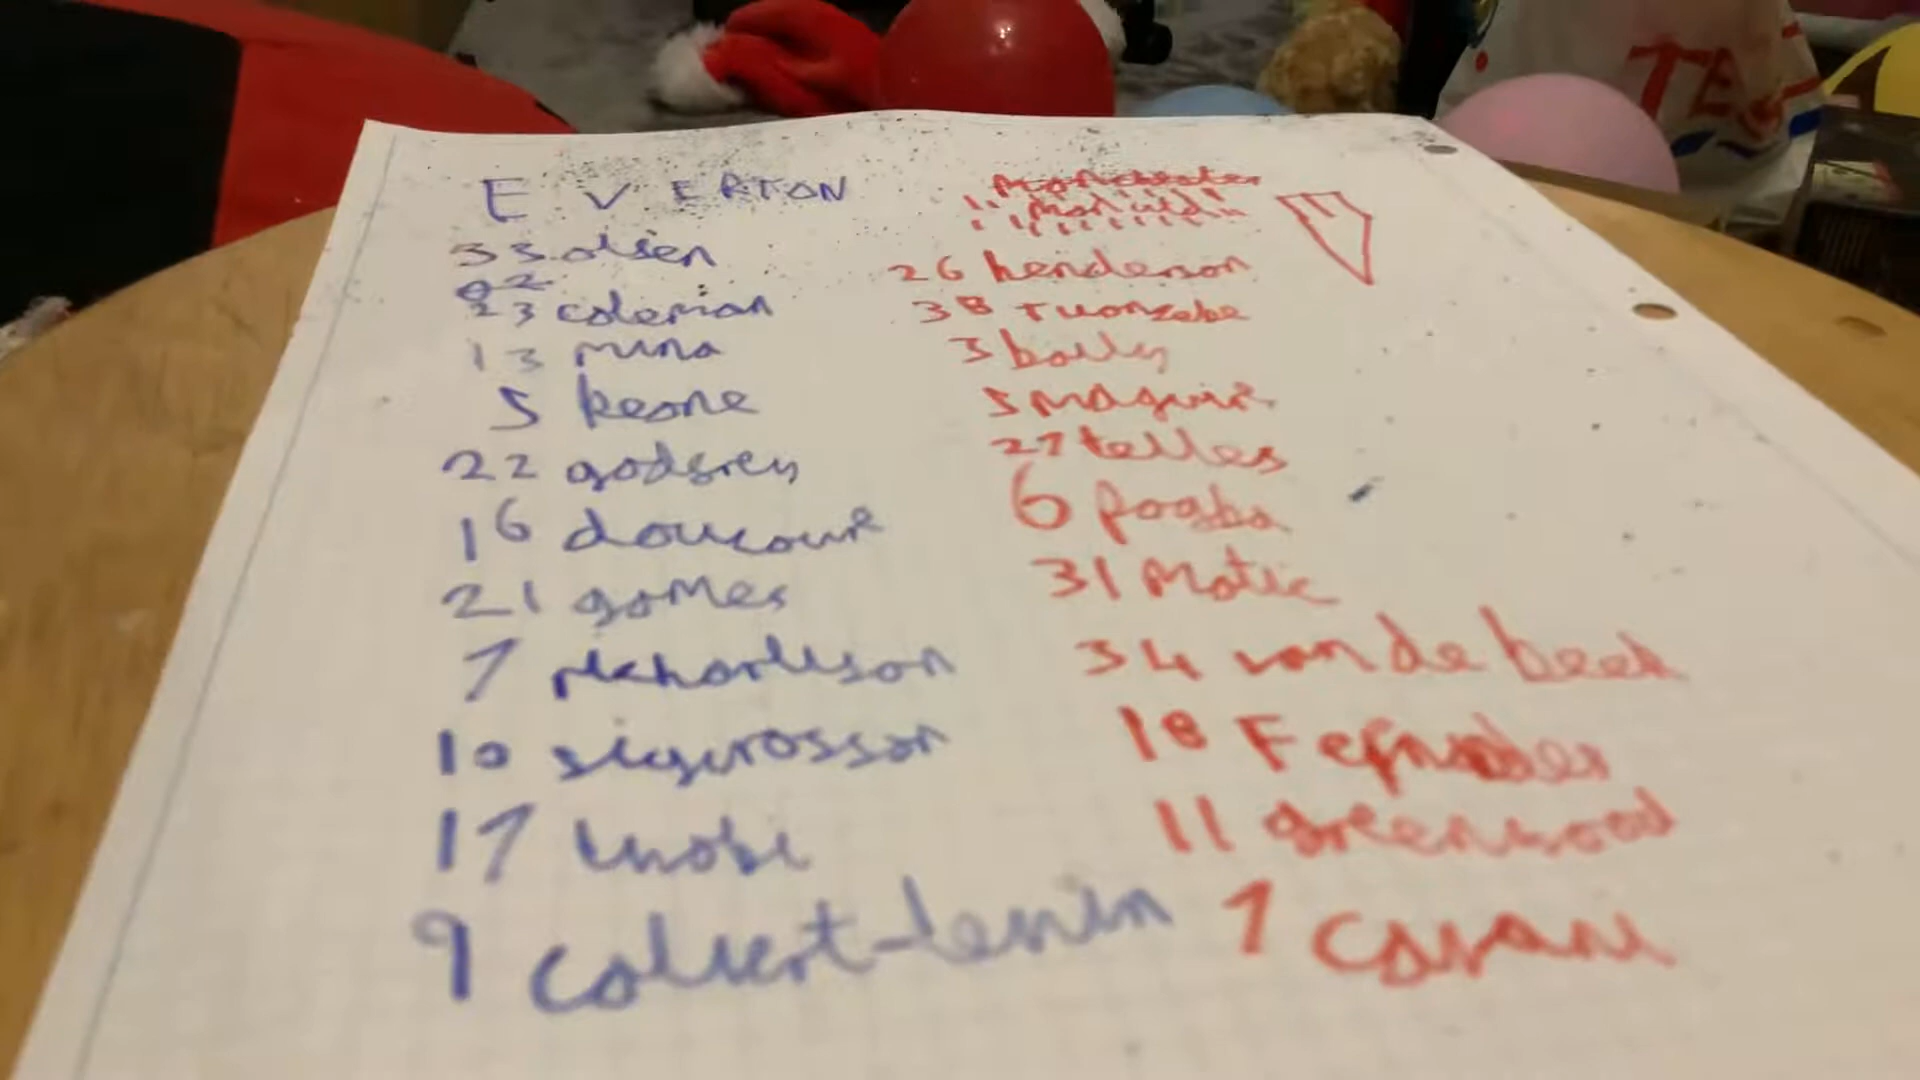 EVERTON
33 olsen
23 coleman
13 mina
5 keane
22 godfrey
16 doucoure
21 gomes
7 richarlison
10 sigurosson
17 iwobi
9 calvert-lewin
Manchester
26 henderson
38 tuanzebe
3 bailly
5 maguire
27 telles
6 pogba
31 Matic
34 van de beek
18 Fernandes
11 greenwood
7 cavani